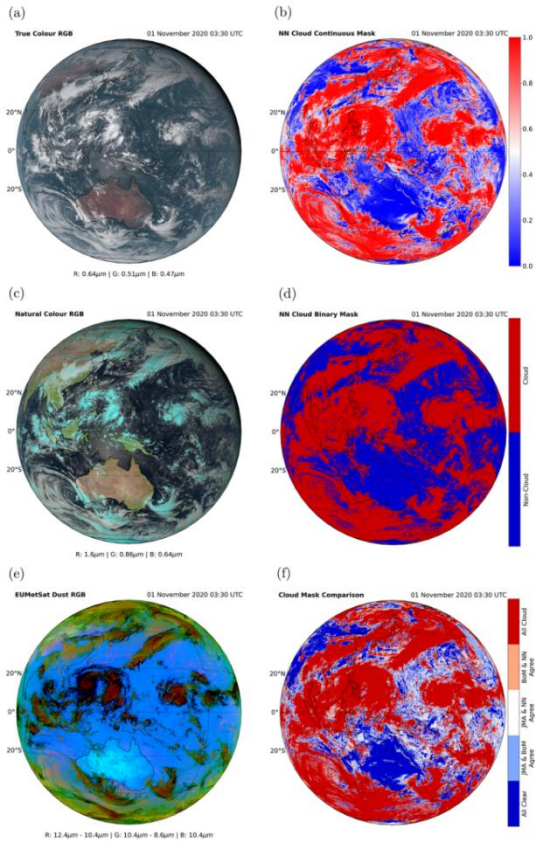 (a)
True Colour RGB 01 November 2020 03:30 UTC
20°N
0°
20°S
R: 0.64μm | G: 0.51μm | B: 0.47μm
(b)
NN Cloud Continuous Mask 01 November 2020 03:30 UTC
20°N
0°
20°S
1.0
0.8
0.6
0.4
0.2
0.0
(c)
Natural Colour RGB 01 November 2020 03:30 UTC
20°N
0°
20°S
R: 1.6μm | G: 0.86μm | B: 0.64μm
(d)
NN Cloud Binary Mask 01 November 2020 03:30 UTC
20°N
0°
20°S
Cloud
Non-Cloud
(e)
EUMetSat Dust RGB 01 November 2020 03:30 UTC
20°N
0°
20°S
R: 12.4μm - 10.4μm | G: 10.4μm - 8.6μm | B: 10.4μm
(f)
Cloud Mask Comparison 01 November 2020 03:30 UTC
20°N
0°
20°S
All Cloud
BoM & NN
Agree
JMA & NN
Agree
JMA & BoM
Agree
All Clear